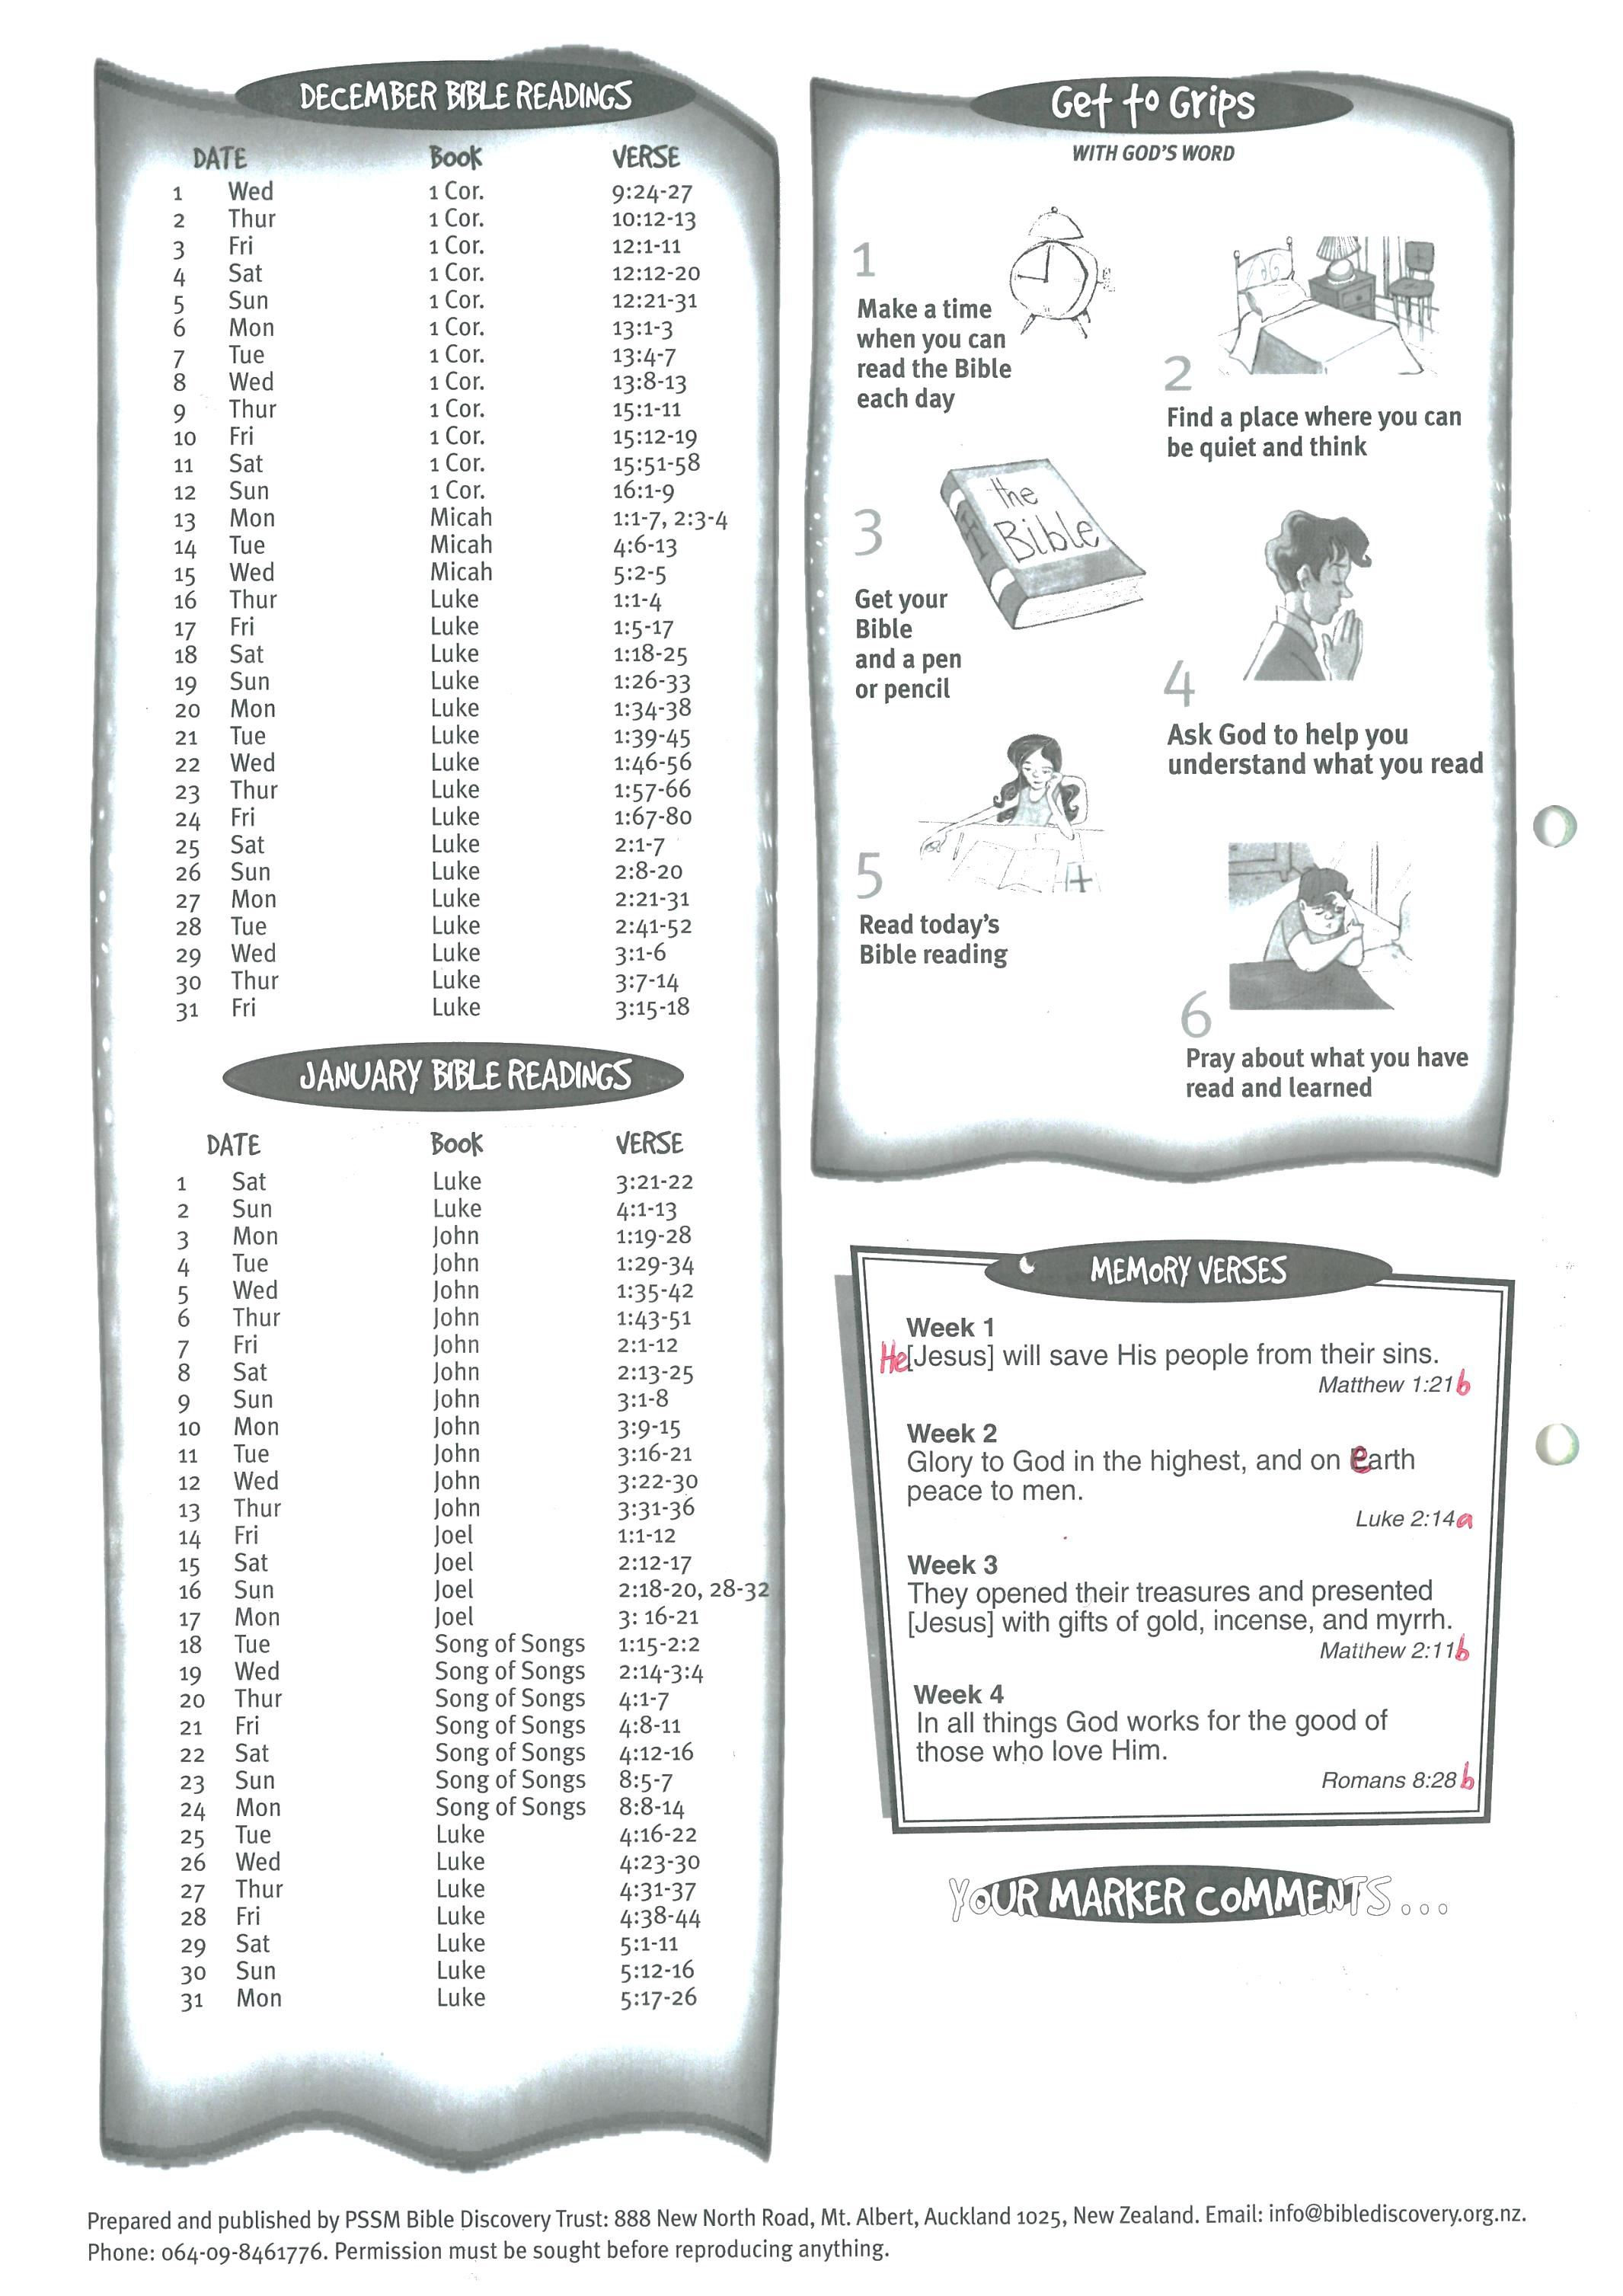 DECEMBER BIBLE READINGS
DATE Book VERSE
1 Wed 1 Cor. 9:24-27
2 Thur 1 Cor. 10:12-13
3 Fri 1 Cor. 12:1-11
4 Sat 1 Cor. 12:12-20
5 Sun 1 Cor. 12:21-31
6 Mon 1 Cor. 13:1-3
7 Tue 1 Cor. 13:4-7
8 Wed 1 Cor. 13:8-13
9 Thur 1 Cor. 15:1-11
10 Fri 1 Cor. 15:12-19
11 Sat 1 Cor. 15:51-58
12 Sun 1 Cor. 16:1-9
13 Mon Micah 1:1-7, 2:3-4
14 Tue Micah 4:6-13
15 Wed Micah 5:2-5
16 Thur Luke 1:1-4
17 Fri Luke 1:5-17
18 Sat Luke 1:18-25
19 Sun Luke 1:26-33
20 Mon Luke 1:34-38
21 Tue Luke 1:39-45
22 Wed Luke 1:46-56
23 Thur Luke 1:57-66
24 Fri Luke 1:67-80
25 Sat Luke 2:1-7
26 Sun Luke 2:8-20
27 Mon Luke 2:21-31
28 Tue Luke 2:41-52
29 Wed Luke 3:1-6
30 Thur Luke 3:7-14
31 Fri Luke 3:15-18
JANUARY BIBLE READINGS
DATE Book VERSE
1 Sat Luke 3:21-22
2 Sun Luke 4:1-13
3 Mon John 1:19-28
4 Tue John 1:29-34
5 Wed John 1:35-42
6 Thur John 1:43-51
7 Fri John 2:1-12
8 Sat John 2:13-25
9 Sun John 3:1-8
10 Mon John 3:9-15
11 Tue John 3:16-21
12 Wed John 3:22-30
13 Thur John 3:31-36
14 Fri Joel 1:1-12
15 Sat Joel 2:12-17
16 Sun Joel 2:18-20, 28-32
17 Mon Joel 3: 16-21
18 Tue Song of Songs 1:15-2:2
19 Wed Song of Songs 2:14-3:4
20 Thur Song of Songs 4:1-7
21 Fri Song of Songs 4:8-11
22 Sat Song of Songs 4:12-16
23 Sun Song of Songs 8:5-7
24 Mon Song of Songs 8:8-14
25 Tue Luke 4:16-22
26 Wed Luke 4:23-30
27 Thur Luke 4:31-37
28 Fri Luke 4:38-44
29 Sat Luke 5:1-11
30 Sun Luke 5:12-16
31 Mon Luke 5:17-26
Get to Grips
WITH GOD'S WORD
1
Make a time
when you can
read the Bible
each day
2
Find a place where you can
be quiet and think
the
Bible
3
Get your
Bible
and a pen
or pencil
4
Ask God to help you
understand what you read
5
Read today's
Bible reading
6
Pray about what you have
read and learned
MEMORY VERSES
Week 1
He[Jesus] will save His people from their sins.
Matthew 1:21b
Week 2
Glory to God in the highest, and on earth
peace to men.
Luke 2:14a
Week 3
They opened their treasures and presented
[Jesus] with gifts of gold, incense, and myrrh.
Matthew 2:11b
Week 4
In all things God works for the good of
those who love Him.
Romans 8:28b
YOUR MARKER COMMENTS...
Prepared and published by PSSM Bible Discovery Trust: 888 New North Road, Mt. Albert, Auckland 1025, New Zealand. Email: info@biblediscovery.org.nz.
Phone: 064-09-8461776. Permission must be sought before reproducing anything.